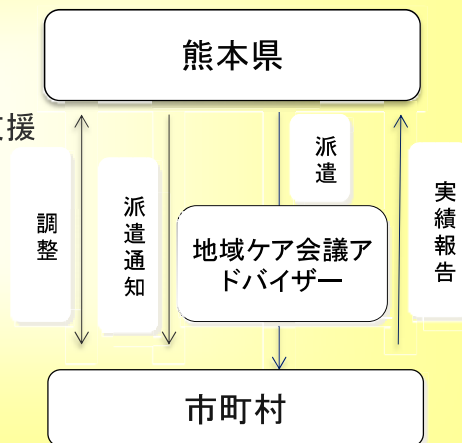 熊本県
援
調整
派遣通知
派遣
地域ケア会議ア
ドバイザー
実績報告
市町村